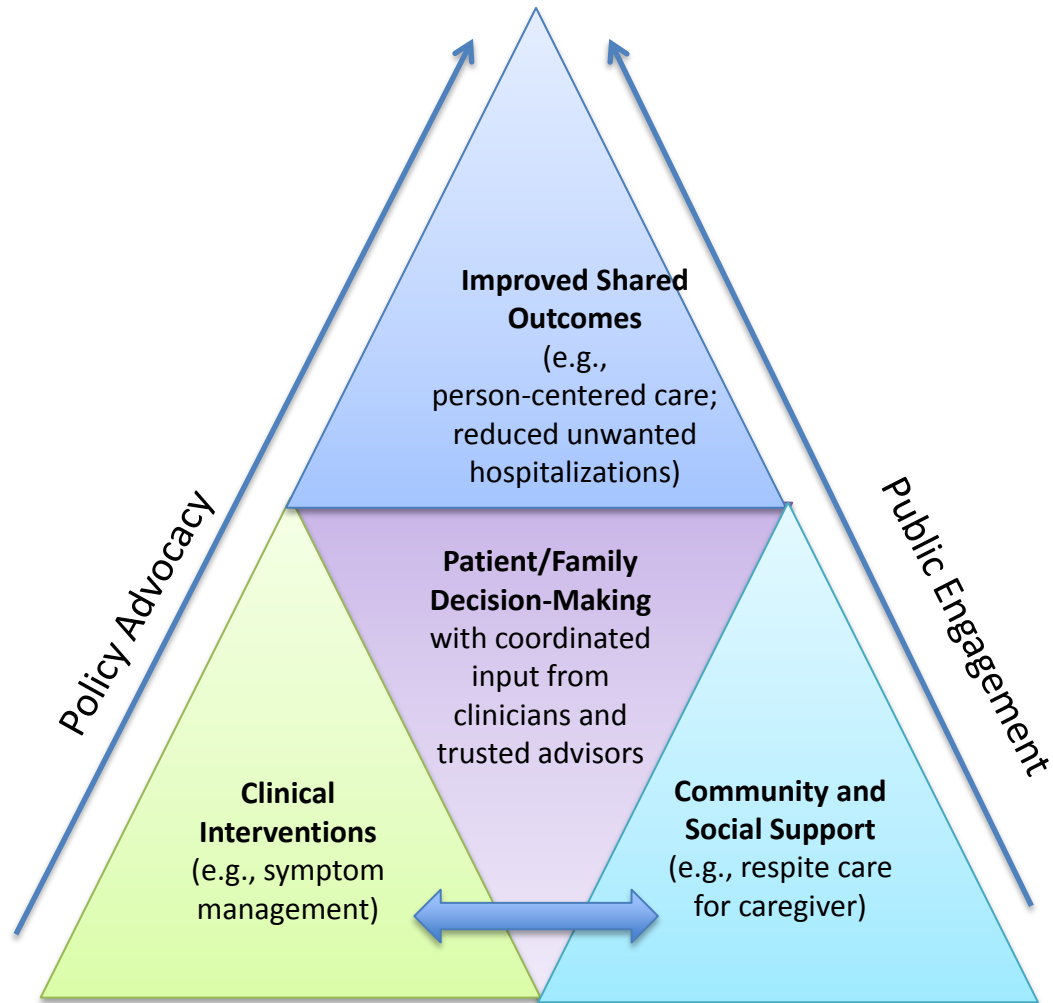 Improved Shared
Outcomes
(e.g.,
person-centered care;
reduced unwanted
hospitalizations)
Policy Advocacy
Public Engagement
Patient/Family
Decision-Making
with coordinated
input from
clinicians and
trusted advisors
Clinical
Interventions
(e.g., symptom
management)
Community and
Social Support
(e.g., respite care
for caregiver)